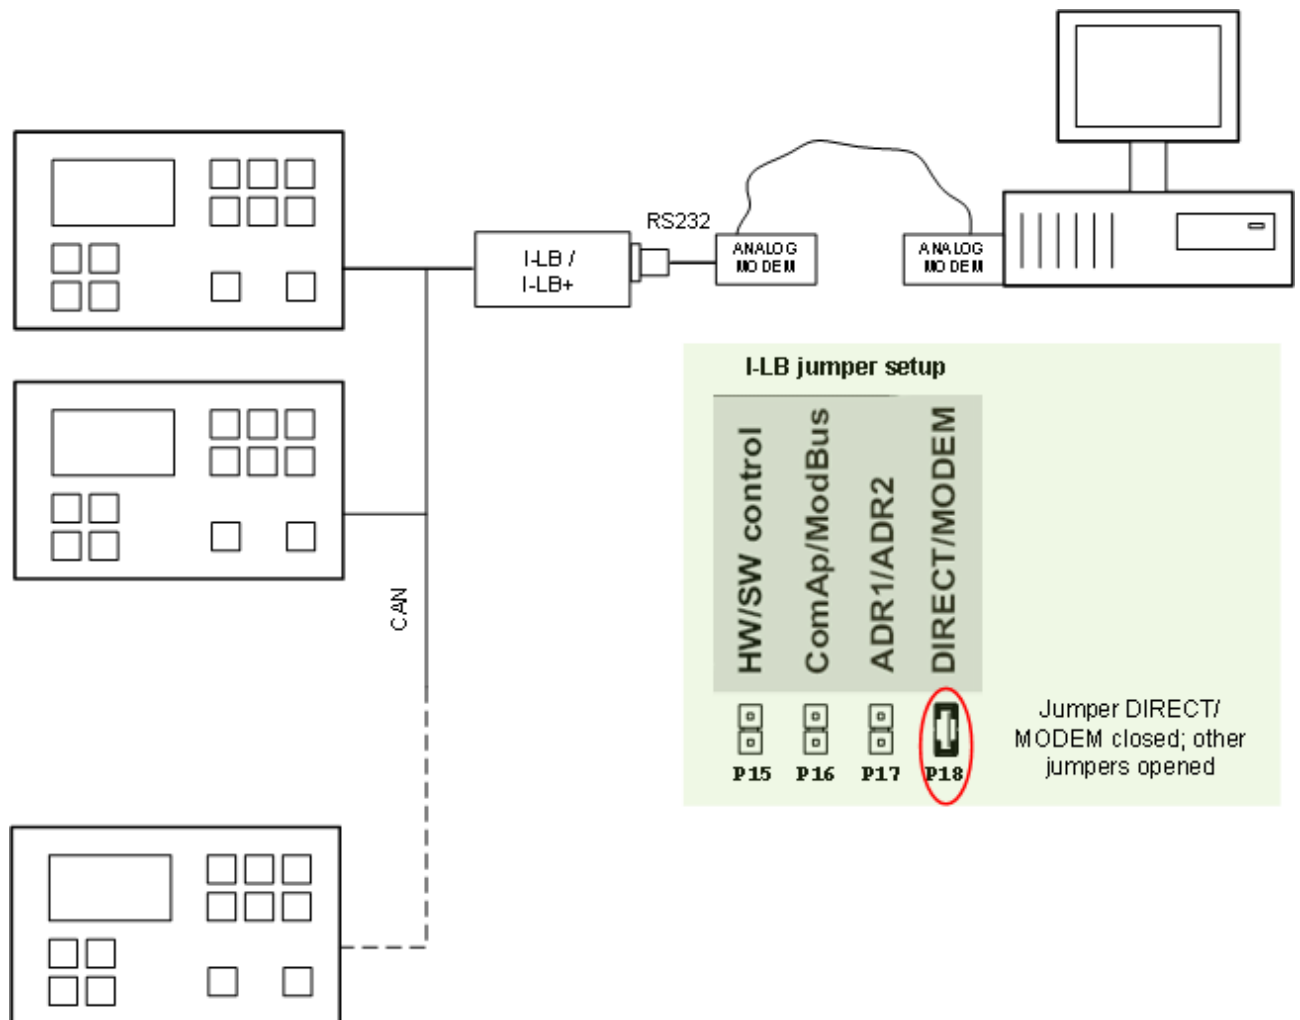 RS232
I-LB /
I-LB+
ANALOG
MODEM
ANALOG
MODEM
CAN
I-LB jumper setup
HW/SW control
ComAp/ModBus
ADR1/ADR2
DIRECT/MODEM
P15
P16
P17
P18
Jumper DIRECT/
MODEM closed; other
jumpers opened